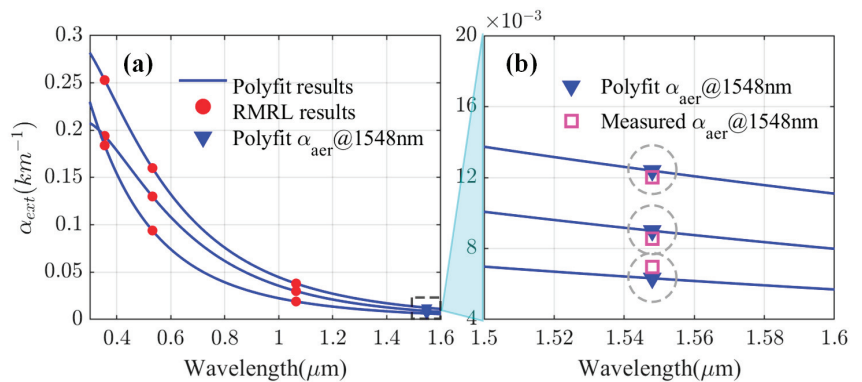 (a)
Polyfit results
RMRL results
Polyfit α_aer@1548nm
0.3
0.25
0.2
0.15
0.1
0.05
0
α_ext(km^−1)
0.4 0.6 0.8 1 1.2 1.4 1.6
Wavelength(μm)
×10^−3
(b)
Polyfit α_aer@1548nm
Measured α_aer@1548nm
20
16
12
8
4
1.5 1.52 1.54 1.56 1.58 1.6
Wavelength(μm)